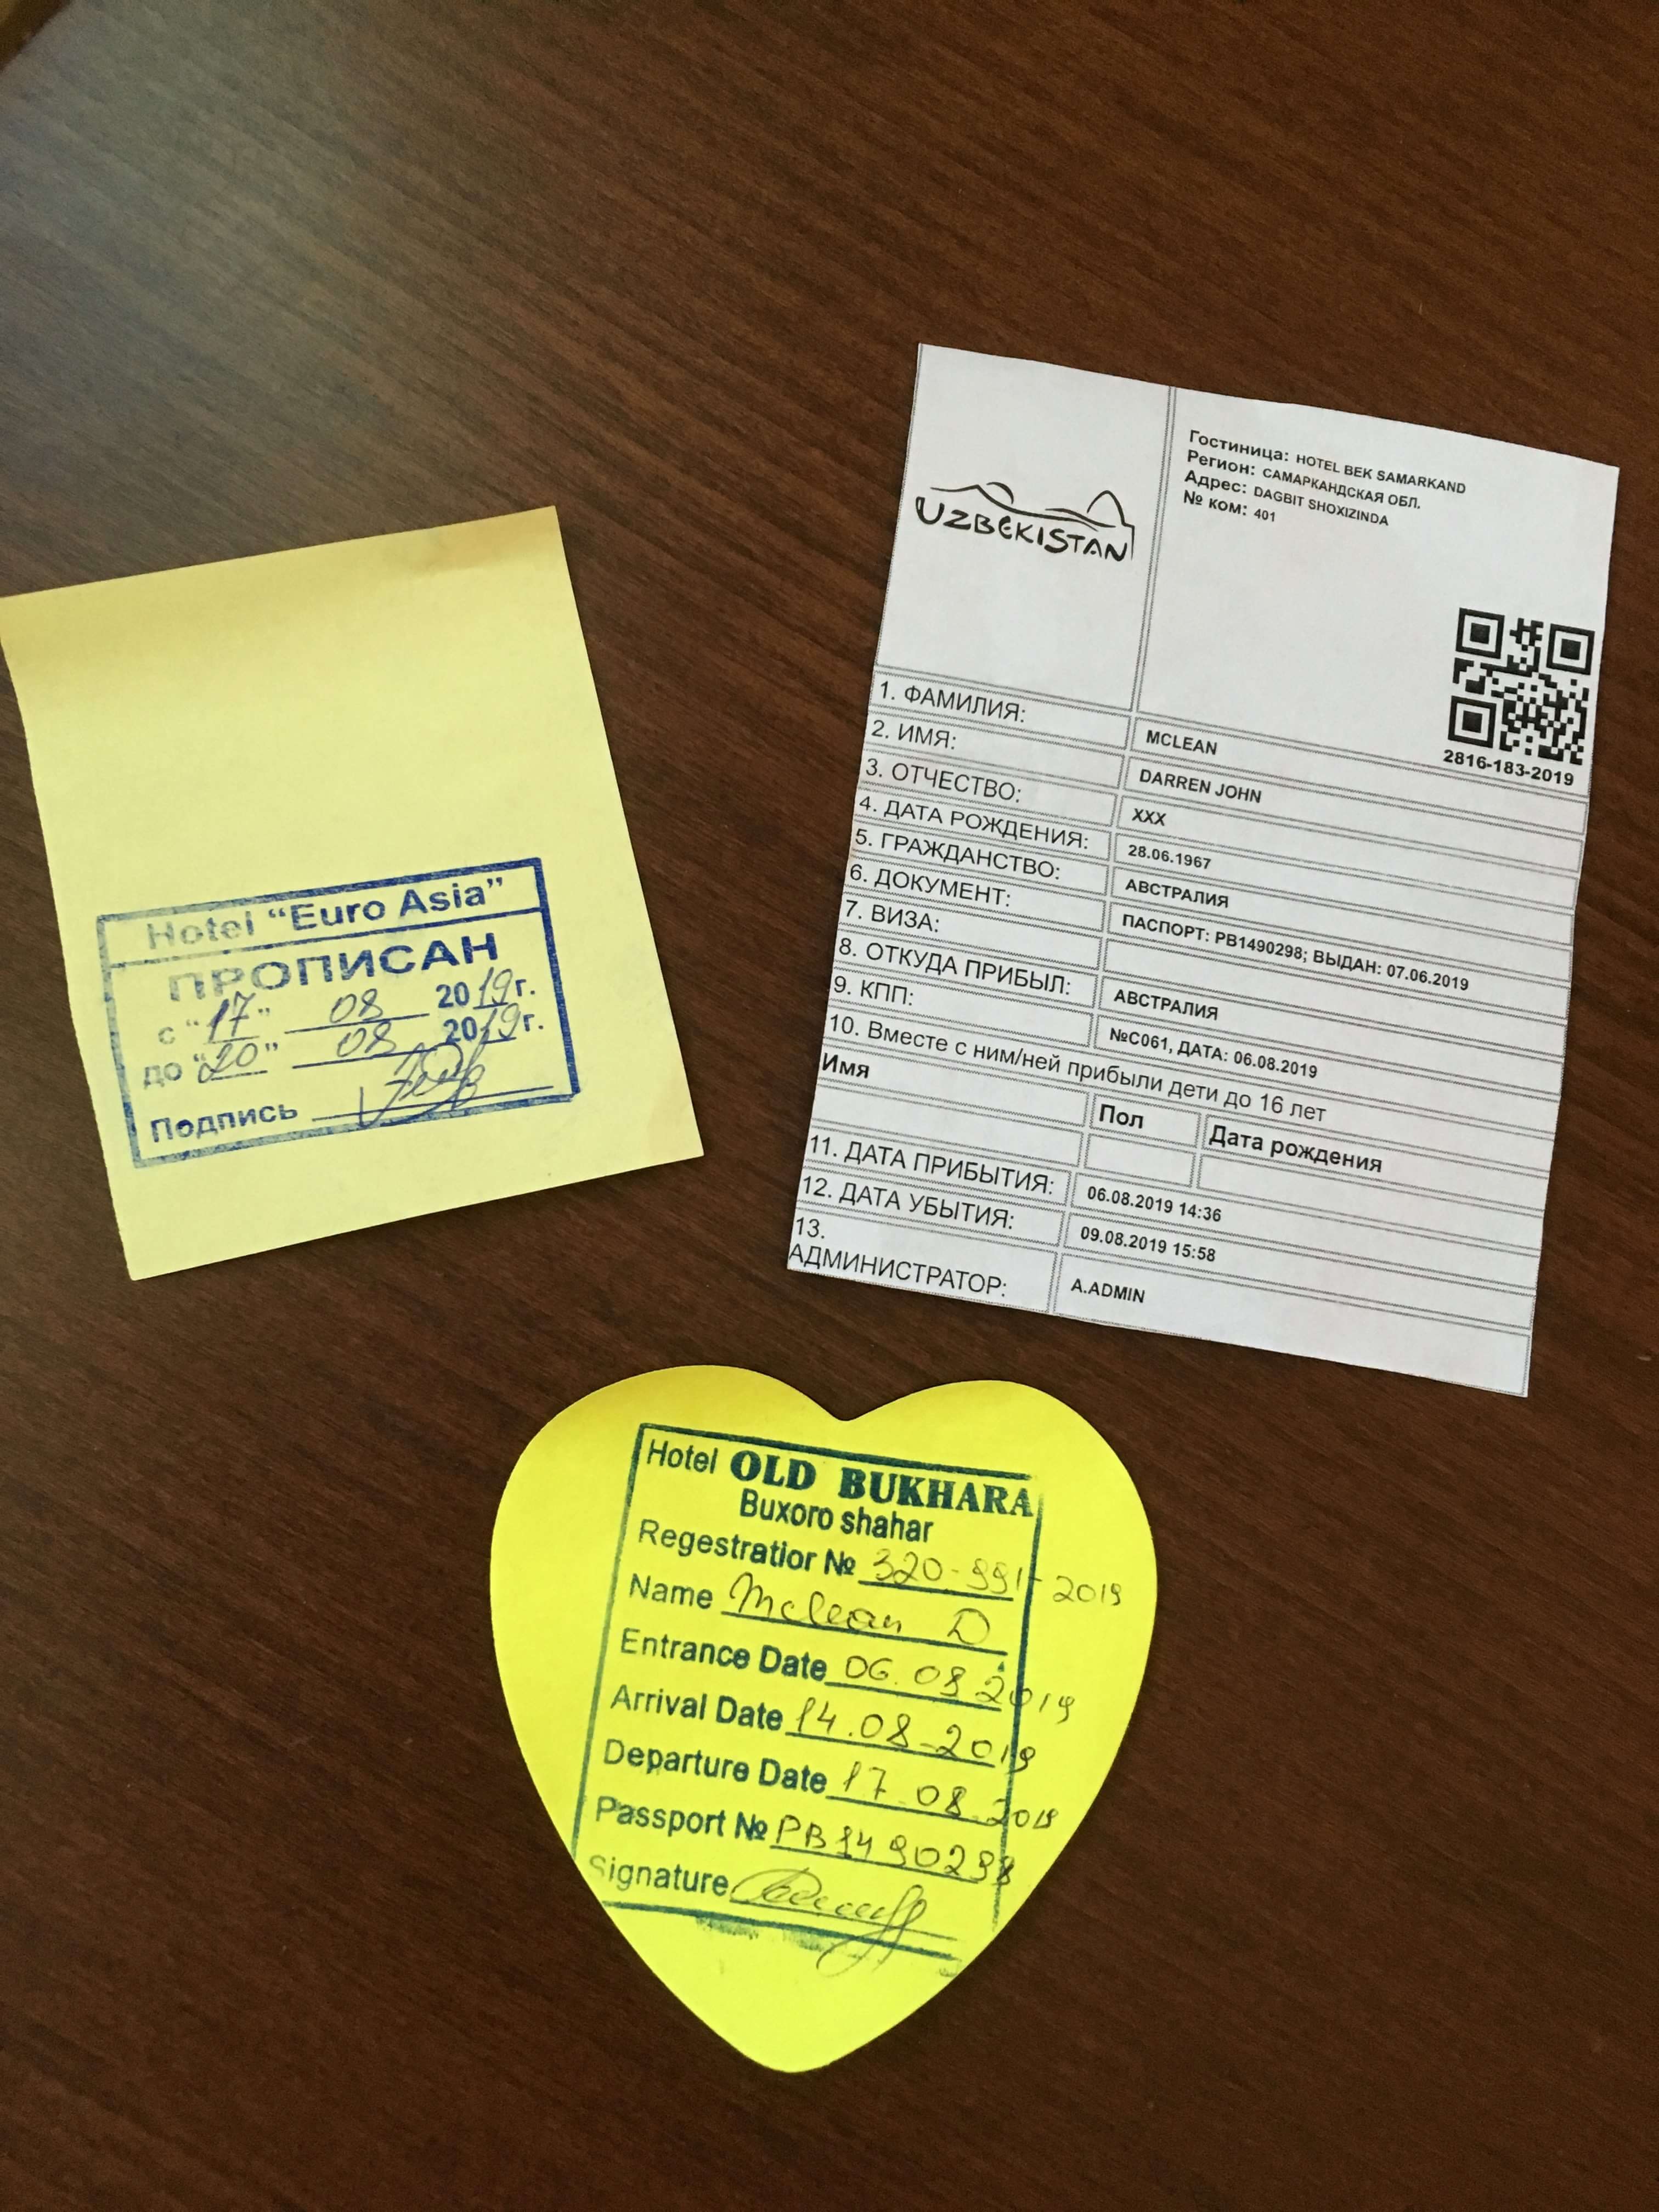 Hotel "Euro Asia"
ПРОПИСАН
с "17" 08 2019г.
до "20" 08 2019г.
Подпись
UZBEKISTAN
Гостиница: HOTEL BEK SAMARKAND
Регион: САМАРКАНДСКАЯ ОБЛ.
Адрес: DAGBIT SHOXIZINDA
№ ком: 401
2816-183-2019
1. ФАМИЛИЯ: MCLEAN
2. ИМЯ: DARREN JOHN
3. ОТЧЕСТВО: XXX
4. ДАТА РОЖДЕНИЯ: 28.06.1967
5. ГРАЖДАНСТВО: АВСТРАЛИЯ
6. ДОКУМЕНТ: ПАСПОРТ: PB1490298; ВЫДАН: 07.06.2019
7. ВИЗА:
8. ОТКУДА ПРИБЫЛ: АВСТРАЛИЯ
9. КПП: №C061, ДАТА: 06.08.2019
10. Вместе с ним/ней прибыли дети до 16 лет
Имя Пол Дата рождения
11. ДАТА ПРИБЫТИЯ: 06.08.2019 14:36
12. ДАТА УБЫТИЯ: 09.08.2019 15:58
13.
АДМИНИСТРАТОР: A.ADMIN
Hotel OLD BUKHARA
Buxoro shahar
Regestratior № 320-991-2019
Name Mclean D
Entrance Date 06.08.2019
Arrival Date 14.08.2019
Departure Date 17.08.2019
Passport № PB1490298
Signature